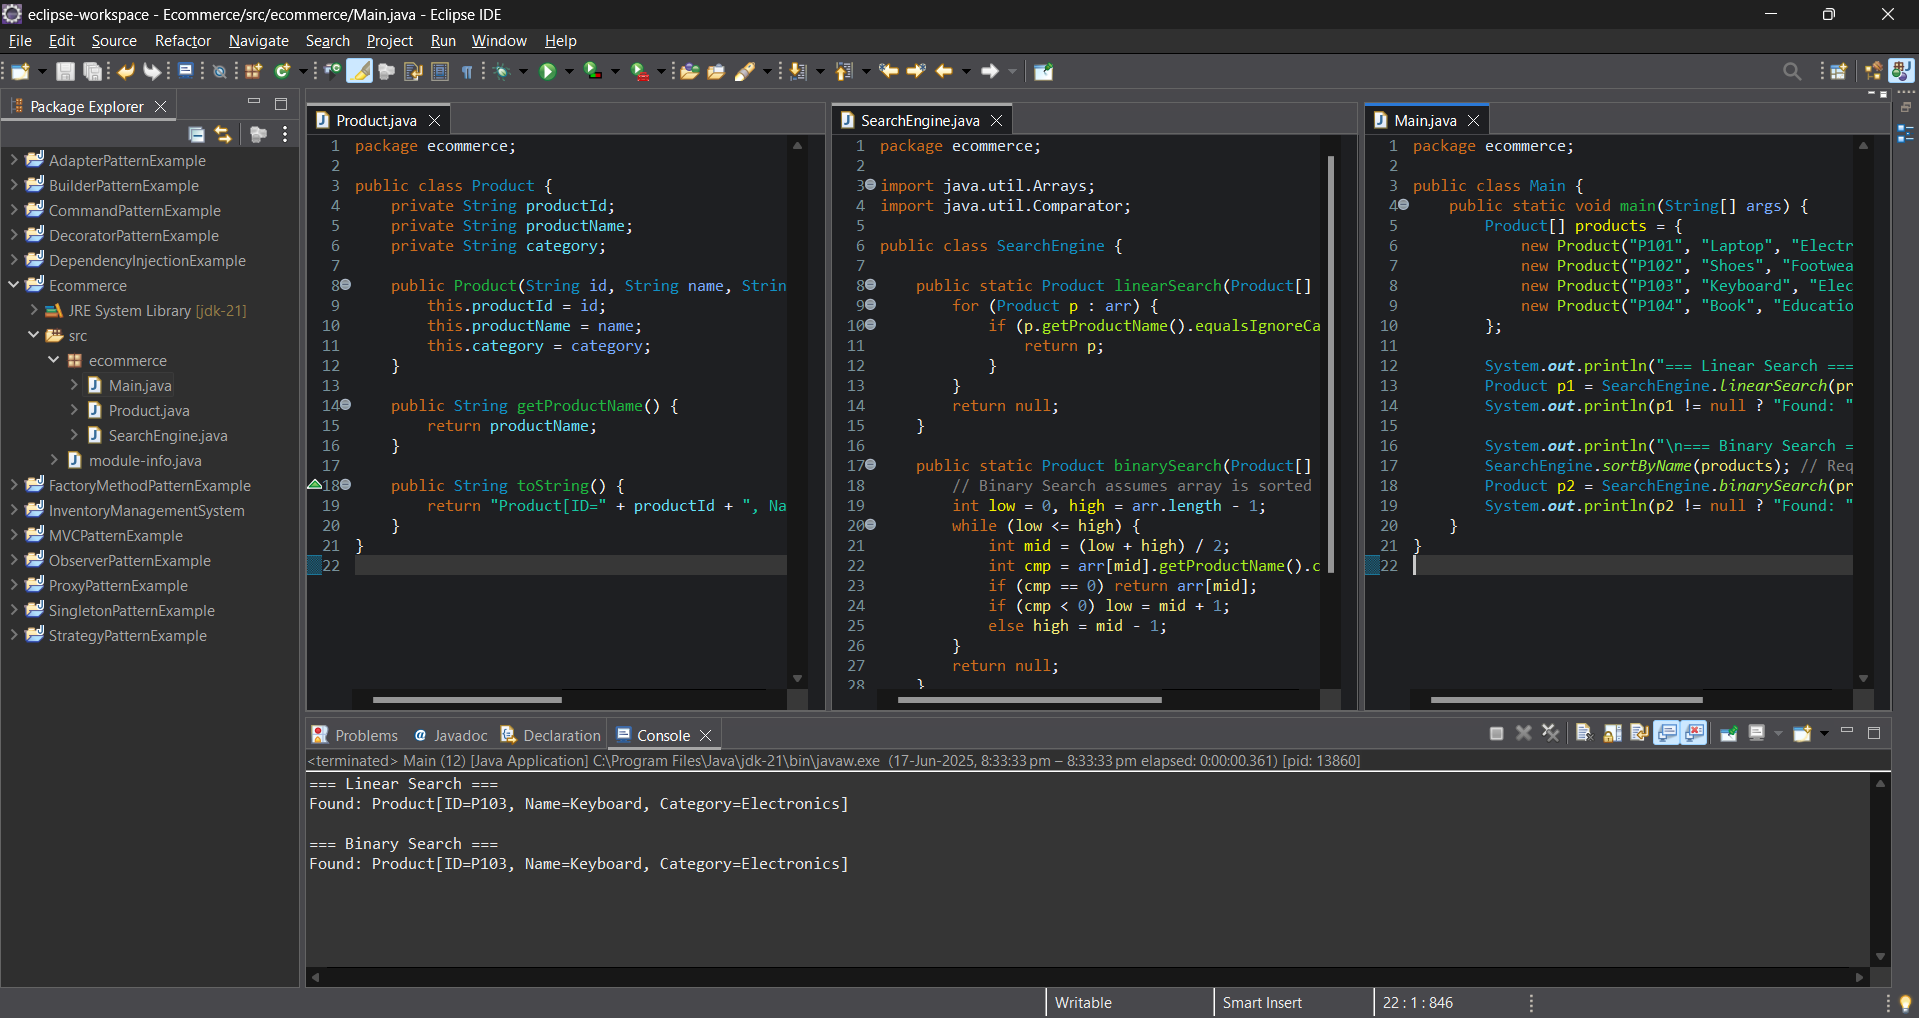 eclipse-workspace - Ecommerce/src/ecommerce/Main.java - Eclipse IDE
File Edit Source Refactor Navigate Search Project Run Window Help
Package Explorer
AdapterPatternExample
BuilderPatternExample
CommandPatternExample
DecoratorPatternExample
DependencyInjectionExample
Ecommerce
JRE System Library [jdk-21]
src
ecommerce
Main.java
Product.java
SearchEngine.java
module-info.java
FactoryMethodPatternExample
InventoryManagementSystem
MVCPatternExample
ObserverPatternExample
ProxyPatternExample
SingletonPatternExample
StrategyPatternExample
Product.java
1 package ecommerce;
2
3 public class Product {
4 private String productId;
5 private String productName;
6 private String category;
7
8 public Product(String id, String name, Strin
9 this.productId = id;
10 this.productName = name;
11 this.category = category;
12 }
13
14 public String getProductName() {
15 return productName;
16 }
17
18 public String toString() {
19 return "Product[ID=" + productId + ", Na
20 }
21 }
22
SearchEngine.java
1 package ecommerce;
2
3 import java.util.Arrays;
4 import java.util.Comparator;
5
6 public class SearchEngine {
7
8 public static Product linearSearch(Product[]
9 for (Product p : arr) {
10 if (p.getProductName().equalsIgnoreCa
11 return p;
12 }
13 }
14 return null;
15 }
16
17 public static Product binarySearch(Product[]
18 // Binary Search assumes array is sorted
19 int low = 0, high = arr.length - 1;
20 while (low <= high) {
21 int mid = (low + high) / 2;
22 int cmp = arr[mid].getProductName().c
23 if (cmp == 0) return arr[mid];
24 if (cmp < 0) low = mid + 1;
25 else high = mid - 1;
26 }
27 return null;
28 }
Main.java
1 package ecommerce;
2
3 public class Main {
4 public static void main(String[] args) {
5 Product[] products = {
6 new Product("P101", "Laptop", "Electr
7 new Product("P102", "Shoes", "Footwea
8 new Product("P103", "Keyboard", "Elec
9 new Product("P104", "Book", "Educatio
10 };
11
12 System.out.println("=== Linear Search ===
13 Product p1 = SearchEngine.linearSearch(pr
14 System.out.println(p1 != null ? "Found: "
15
16 System.out.println("\n=== Binary Search =
17 SearchEngine.sortByName(products); // Req
18 Product p2 = SearchEngine.binarySearch(pr
19 System.out.println(p2 != null ? "Found: "
20 }
21 }
22
Problems Javadoc Declaration Console
<terminated> Main (12) [Java Application] C:\Program Files\Java\jdk-21\bin\javaw.exe (17-Jun-2025, 8:33:33 pm – 8:33:33 pm elapsed: 0:00:00.361) [pid: 13860]
=== Linear Search ===
Found: Product[ID=P103, Name=Keyboard, Category=Electronics]

=== Binary Search ===
Found: Product[ID=P103, Name=Keyboard, Category=Electronics]
Writable Smart Insert 22 : 1 : 846